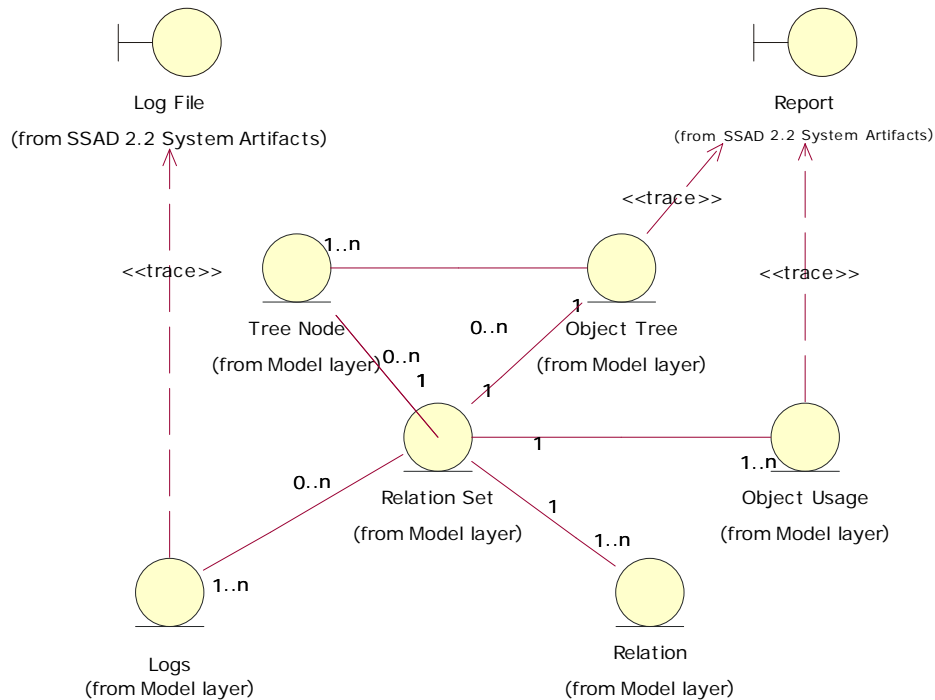 Log File
(from SSAD 2.2 System Artifacts)
Report
(from SSAD 2.2 System Artifacts)
<<trace>>
<<trace>>
<<trace>>
1..n
1
Tree Node
(from Model layer)
0..n
Object Tree
(from Model layer)
0..n
1
1
1
1..n
Relation Set
(from Model layer)
Object Usage
(from Model layer)
0..n
1
1..n
1..n
Logs
(from Model layer)
Relation
(from Model layer)